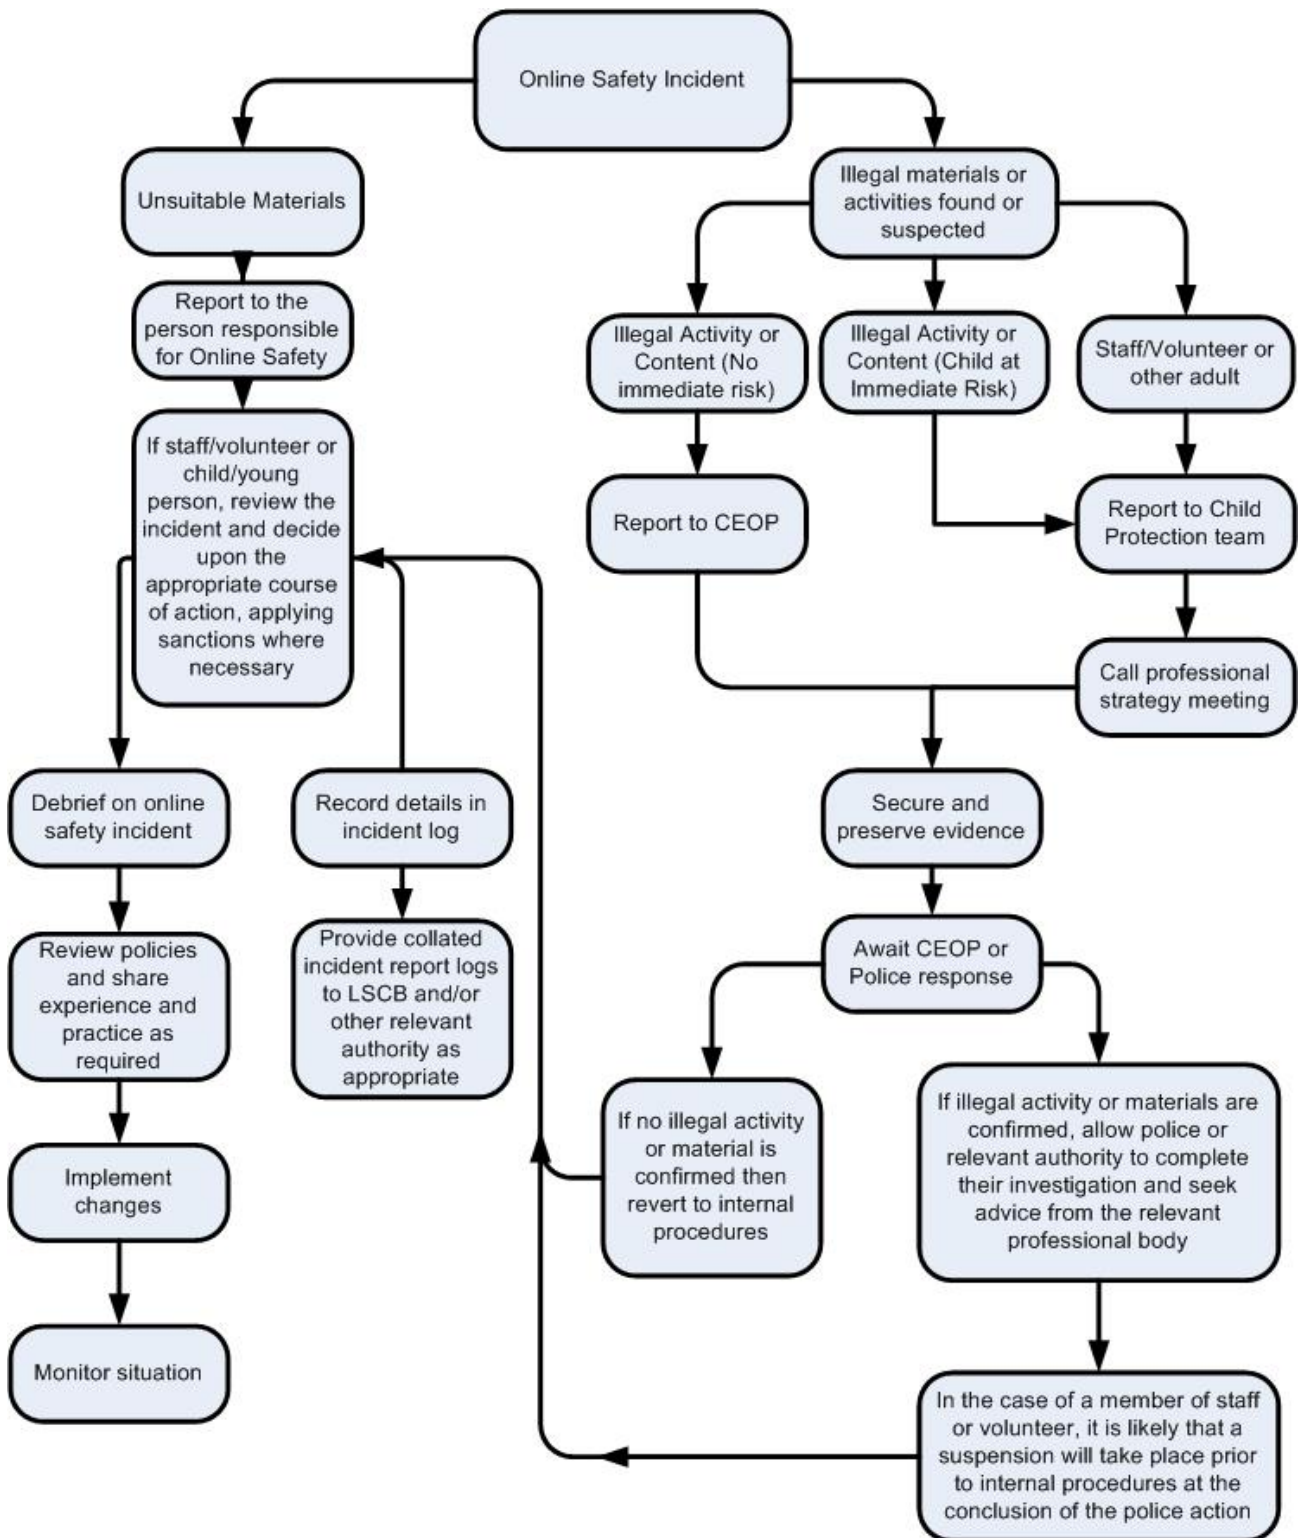 Online Safety Incident
Unsuitable Materials
Illegal materials or
activities found or
suspected
Report to the
person responsible
for Online Safety
Illegal Activity or
Content (No
immediate risk)
Illegal Activity or
Content (Child at
Immediate Risk)
Staff/Volunteer or
other adult
If staff/volunteer or
child/young
person, review the
incident and decide
upon the
appropriate course
of action, applying
sanctions where
necessary
Report to CEOP
Report to Child
Protection team
Call professional
strategy meeting
Debrief on online
safety incident
Record details in
incident log
Secure and
preserve evidence
Review policies
and share
experience and
practice as
required
Provide collated
incident report logs
to LSCB and/or
other relevant
authority as
appropriate
Await CEOP or
Police response
If no illegal activity
or material is
confirmed then
revert to internal
procedures
If illegal activity or materials are
confirmed, allow police or
relevant authority to complete
their investigation and seek
advice from the relevant
professional body
Implement
changes
Monitor situation
In the case of a member of staff
or volunteer, it is likely that a
suspension will take place prior
to internal procedures at the
conclusion of the police action